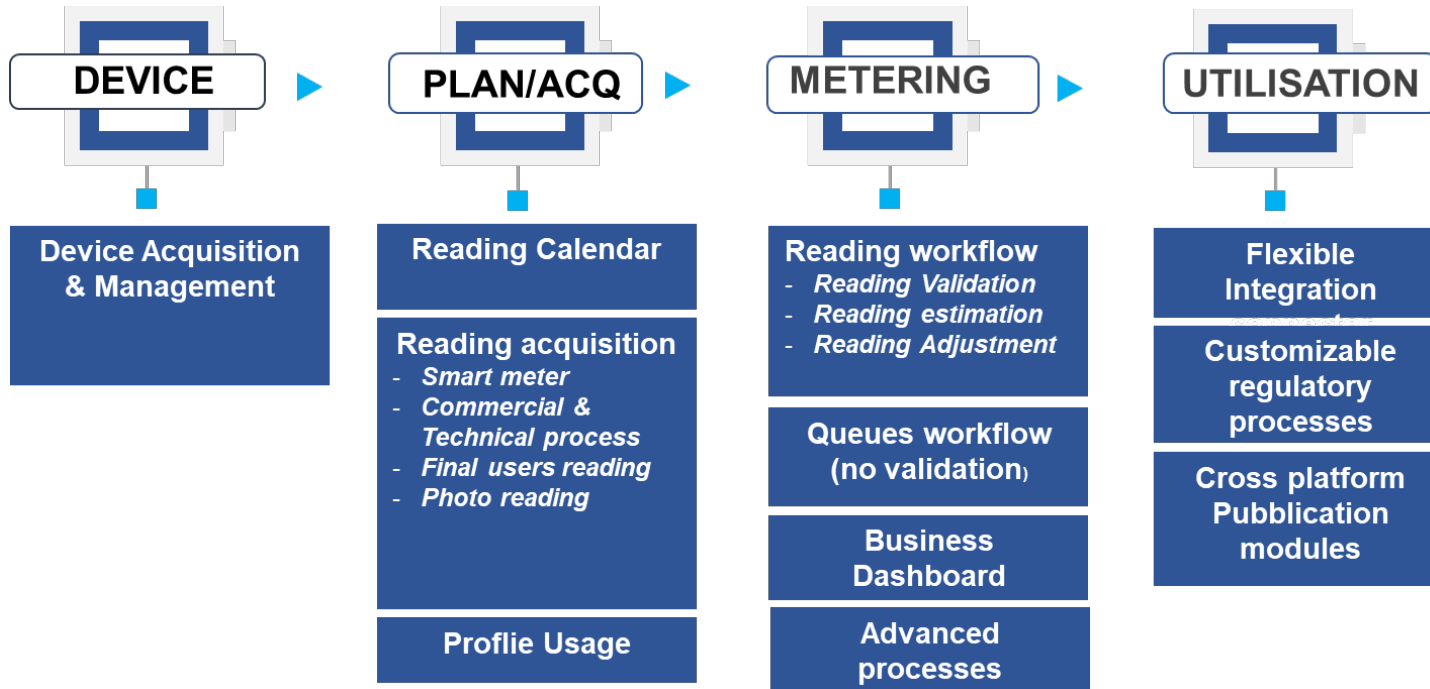 DEVICE
PLAN/ACQ
METERING
UTILISATION
Device Acquisition
& Management
Reading Calendar
Reading acquisition
- Smart meter
- Commercial &
Technical process
- Final users reading
- Photo reading
Proflie Usage
Reading workflow
- Reading Validation
- Reading estimation
- Reading Adjustment
Queues workflow
(no validation)
Business
Dashboard
Advanced
processes
Flexible
Integration
Customizable
regulatory
processes
Cross platform
Pubblication
modules